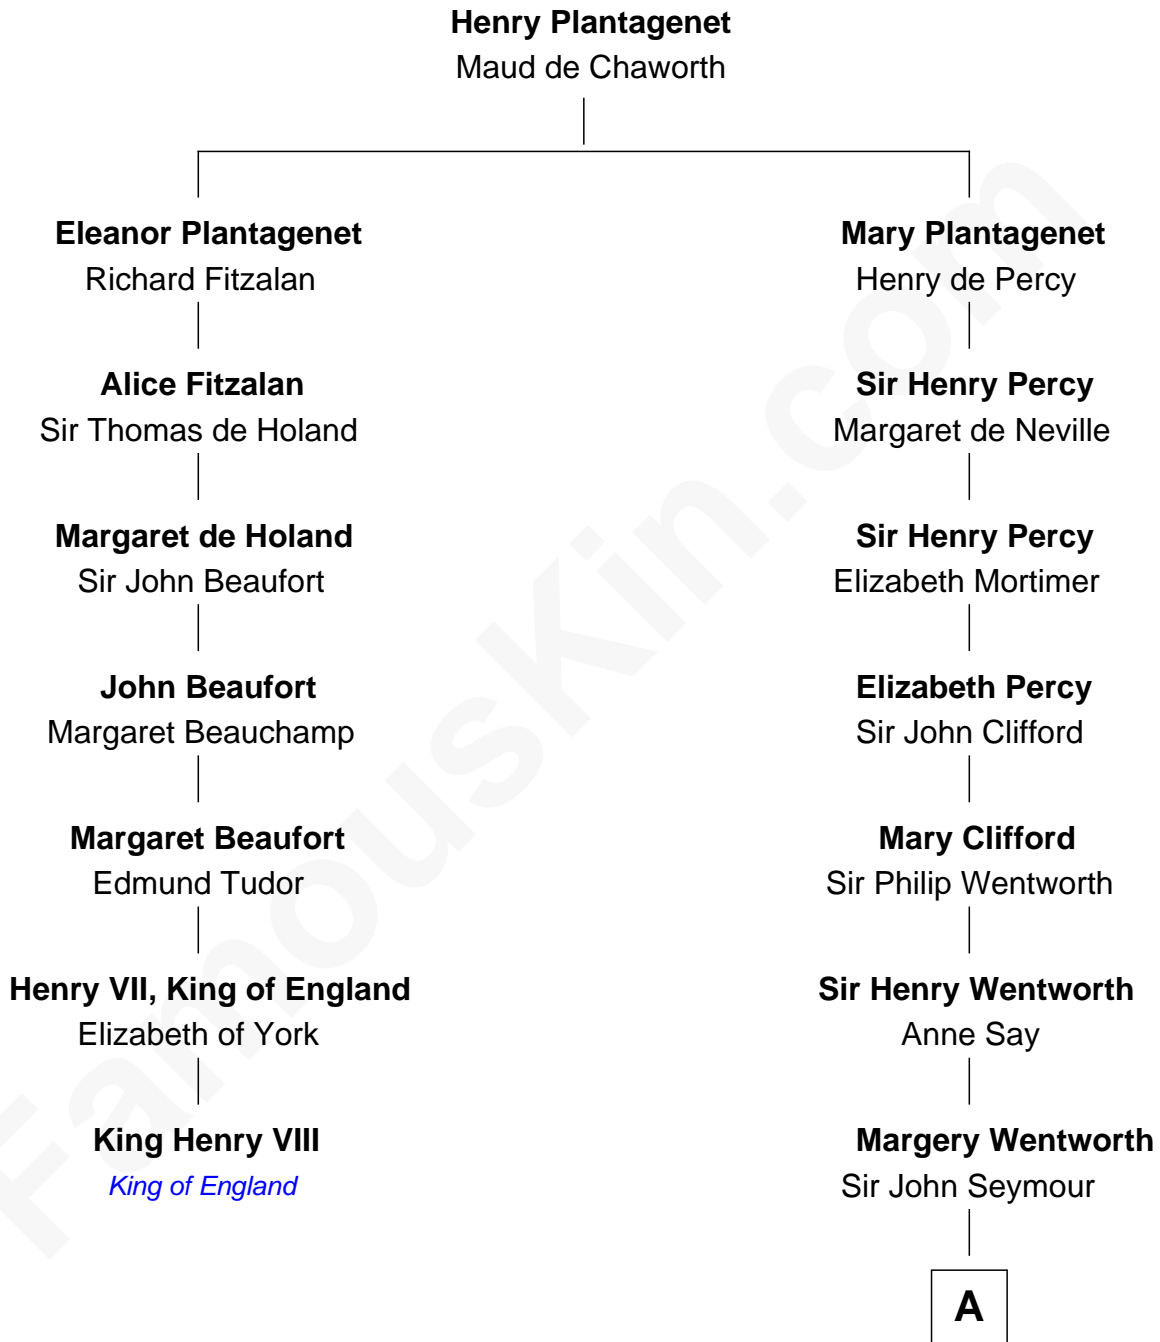 Henry Plantagenet
Maud de Chaworth
Eleanor Plantagenet
Richard Fitzalan
Mary Plantagenet
Henry de Percy
Alice Fitzalan
Sir Thomas de Holand
Sir Henry Percy
Margaret de Neville
Margaret de Holand
Sir John Beaufort
Sir Henry Percy
Elizabeth Mortimer
John Beaufort
Margaret Beauchamp
Elizabeth Percy
Sir John Clifford
Margaret Beaufort
Edmund Tudor
Mary Clifford
Sir Philip Wentworth
Henry VII, King of England
Elizabeth of York
Sir Henry Wentworth
Anne Say
King Henry VIII
King of England
Margery Wentworth
Sir John Seymour
A
FamousKin.com